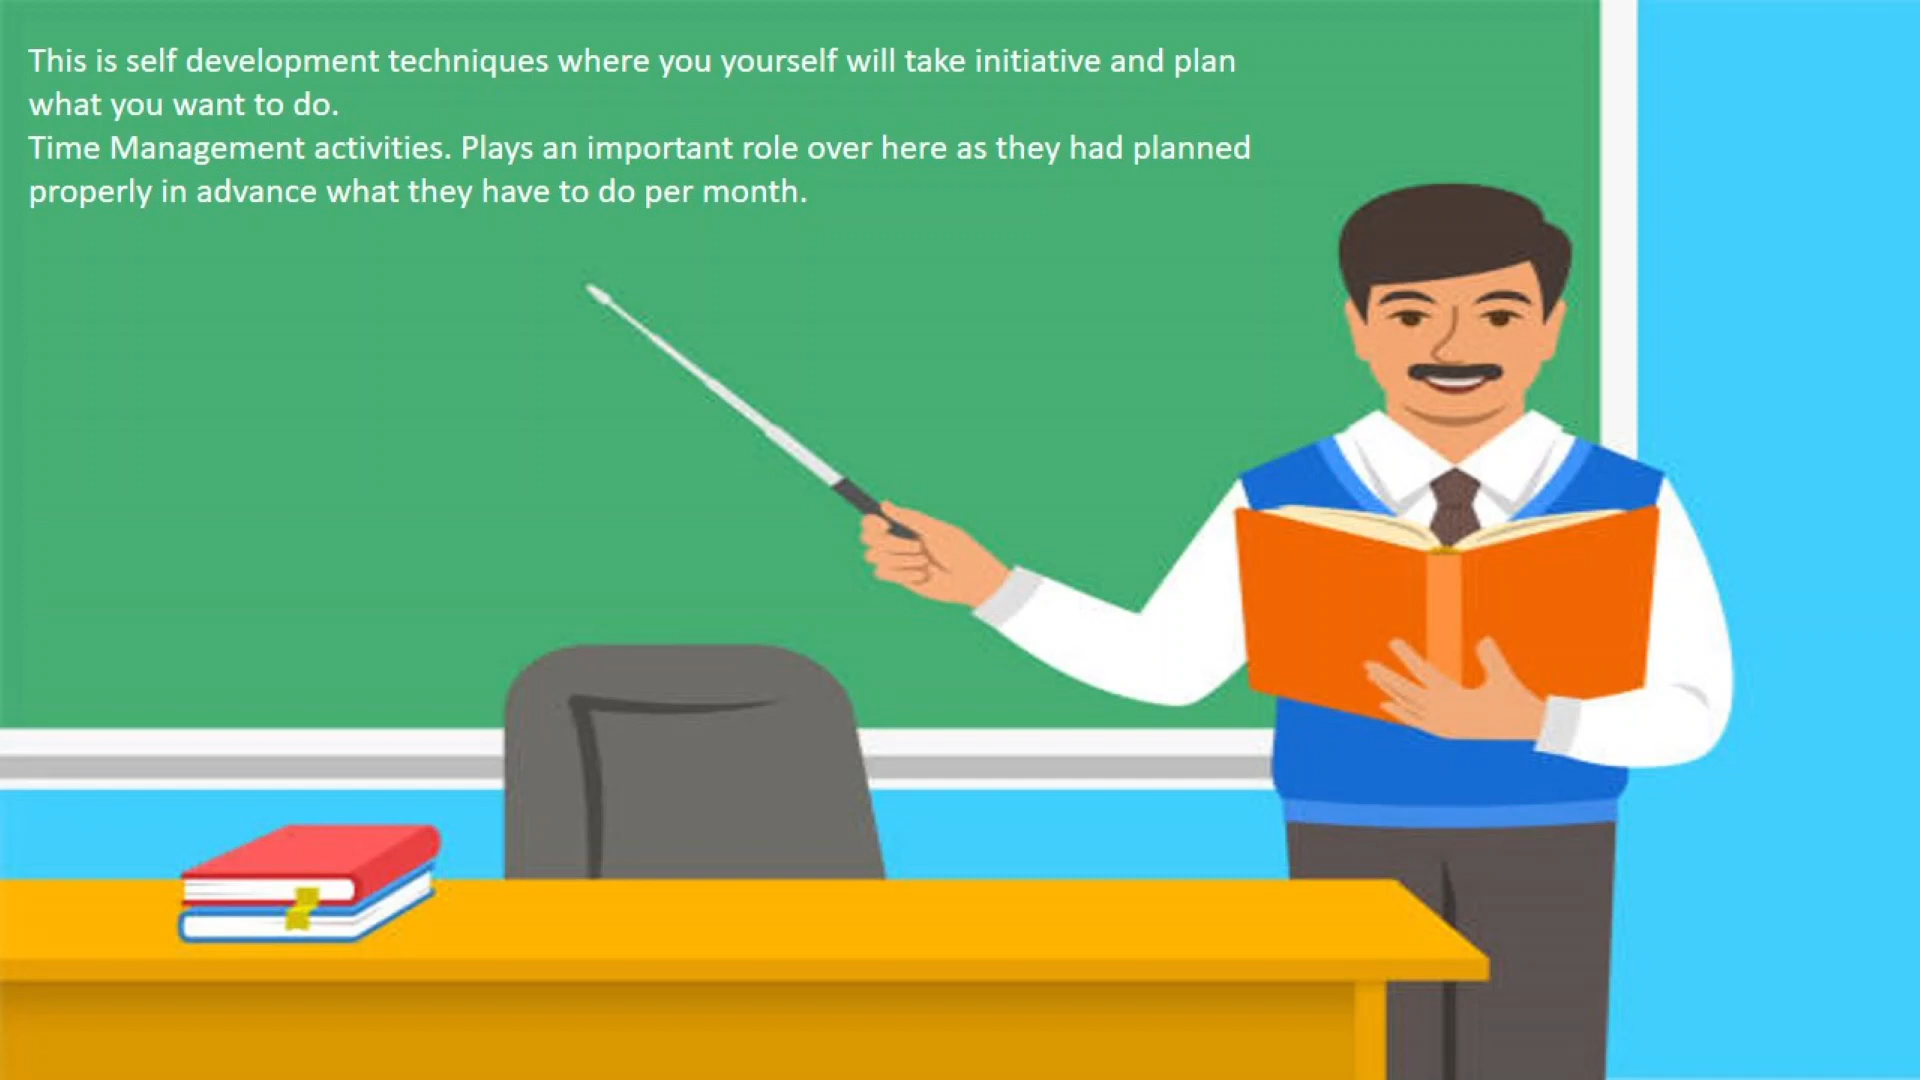 This is self development techniques where you yourself will take initiative and plan
what you want to do.
Time Management activities. Plays an important role over here as they had planned
properly in advance what they have to do per month.